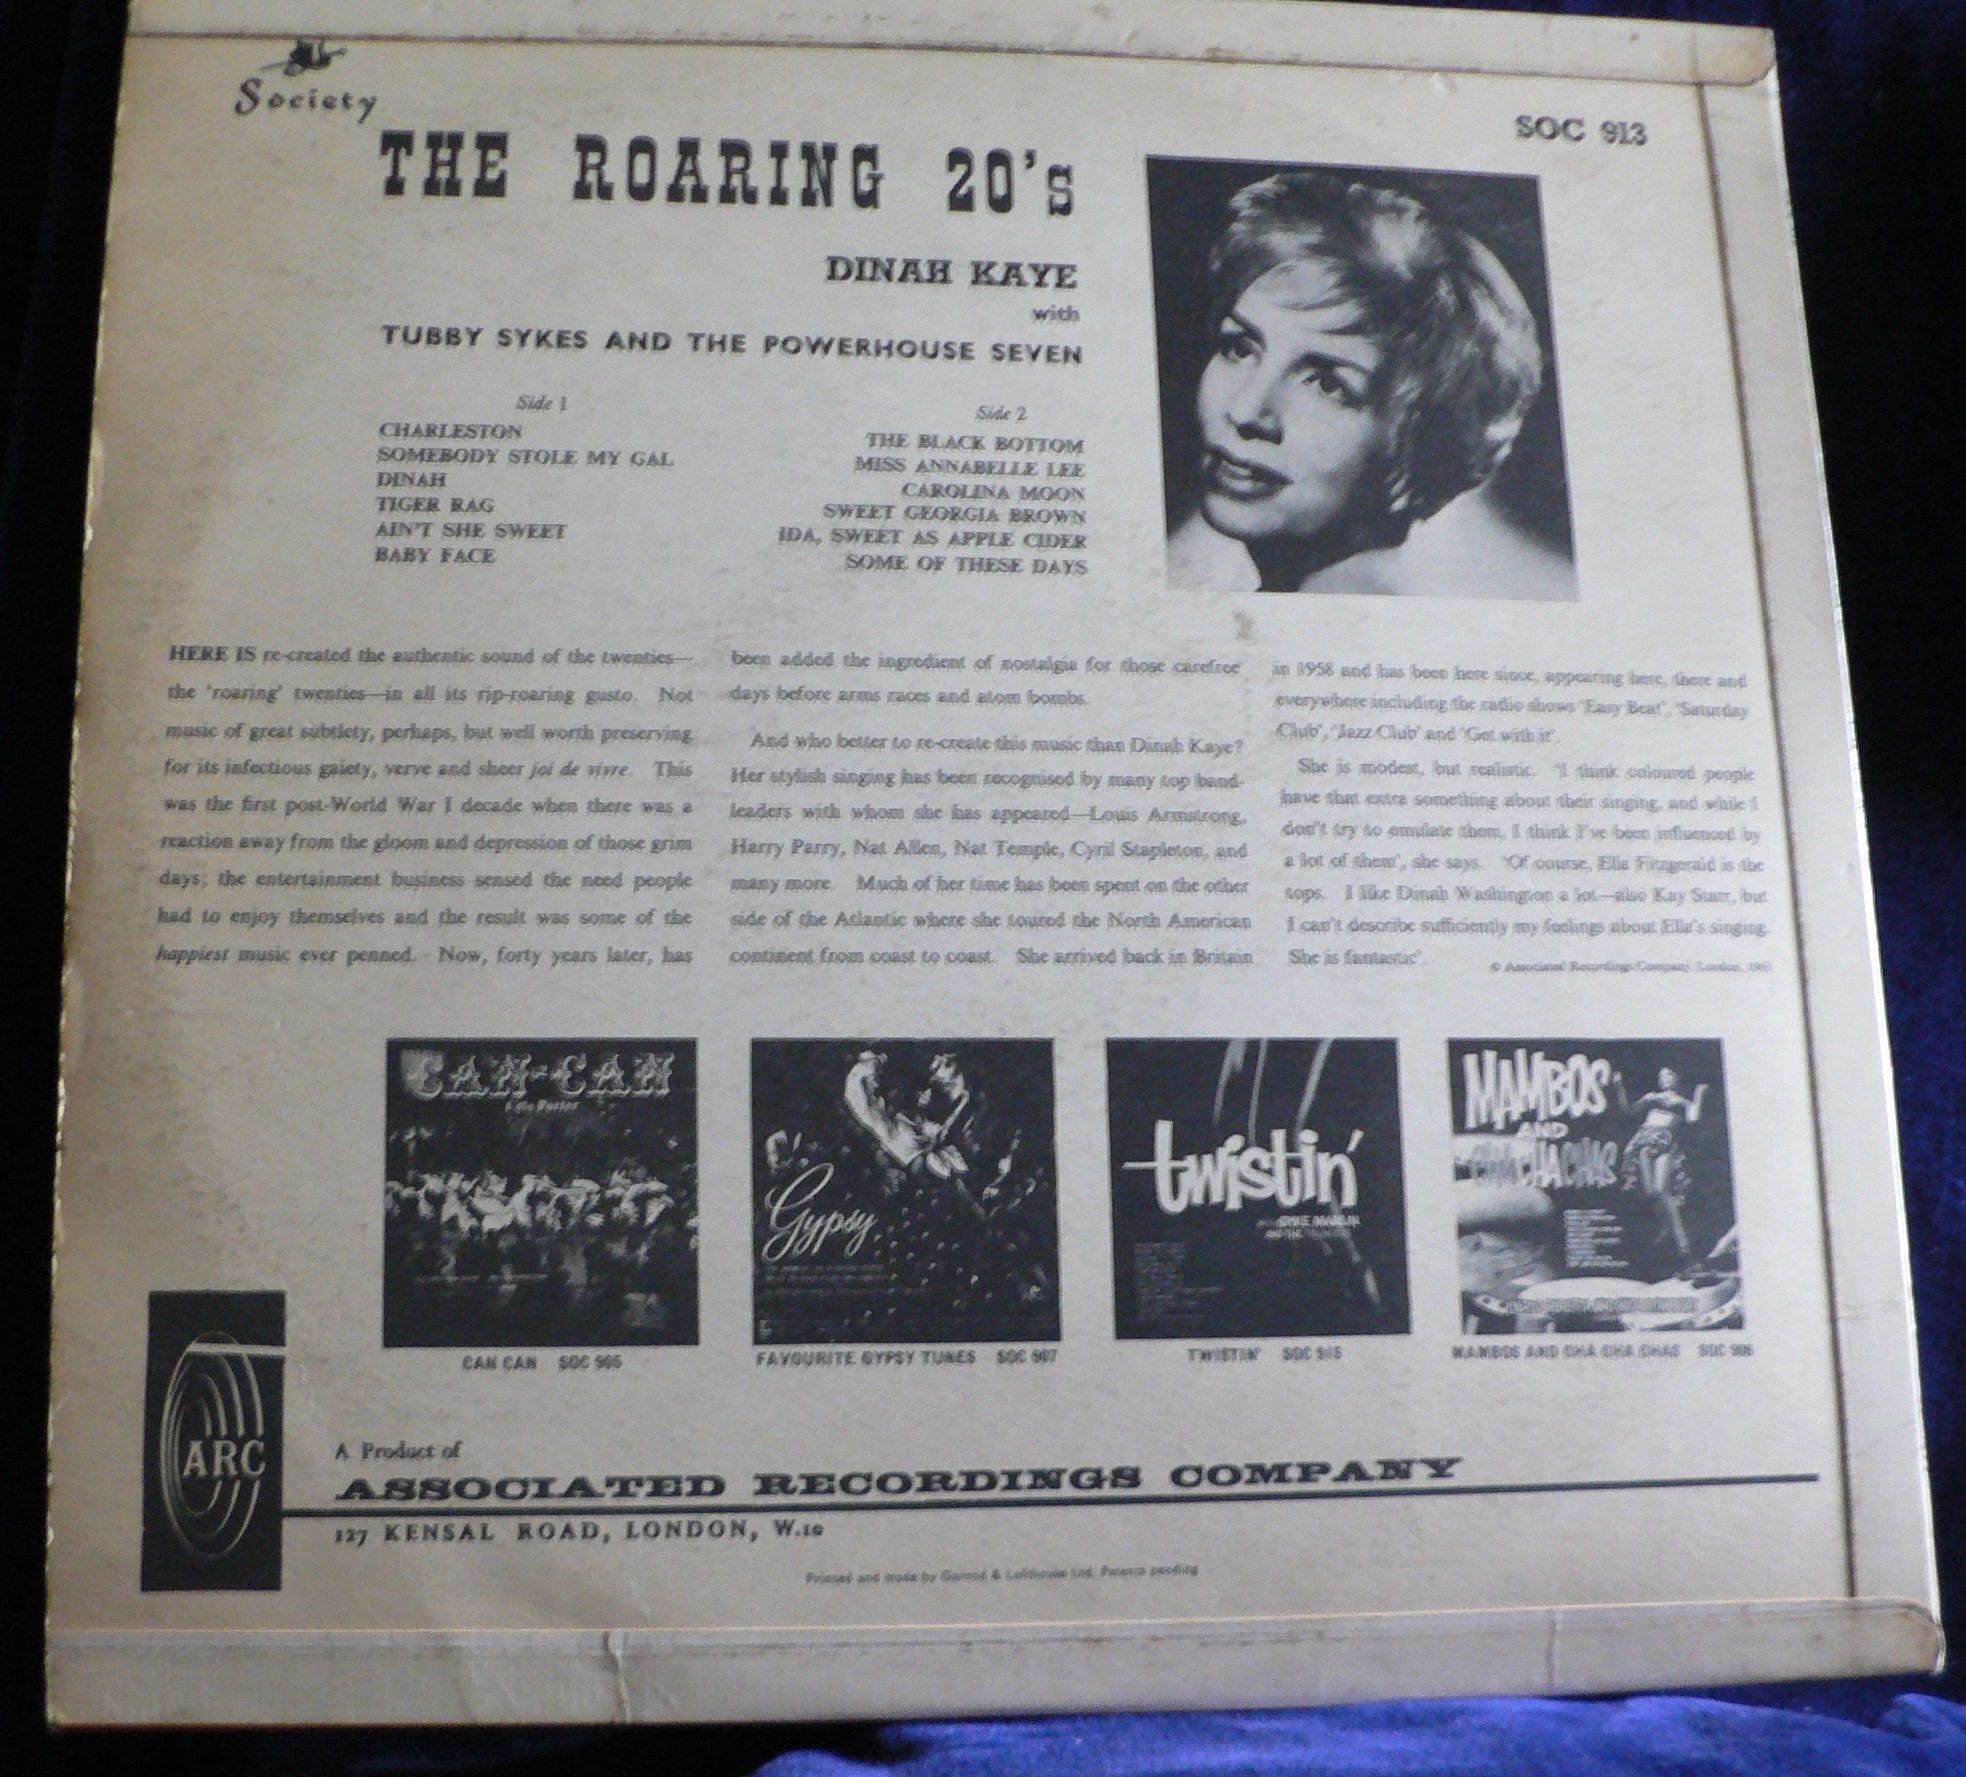 Society
SOC 913
THE ROARING 20's
DINAH KAYE
with
TUBBY SYKES AND THE POWERHOUSE SEVEN
Side 1
CHARLESTON
SOMEBODY STOLE MY GAL
DINAH
TIGER RAG
AIN'T SHE SWEET
BABY FACE
Side 2
THE BLACK BOTTOM
MISS ANNABELLE LEE
CAROLINA MOON
SWEET GEORGIA BROWN
IDA, SWEET AS APPLE CIDER
SOME OF THESE DAYS
HERE IS re-created the authentic sound of the twenties—
the 'roaring' twenties—in all its rip-roaring gusto. Not
music of great subtlety, perhaps, but well worth preserving
for its infectious gaiety, verve and sheer joi de vivre. This
was the first post-World War I decade when there was a
reaction away from the gloom and depression of those grim
days; the entertainment business sensed the need people
had to enjoy themselves and the result was some of the
happiest music ever penned. Now, forty years later, has
been added the ingredient of nostalgia for those carefree
days before arms races and atom bombs.
And who better to re-create this music than Dinah Kaye?
Her stylish singing has been recognised by many top band-
leaders with whom she has appeared—Louis Armstrong,
Harry Parry, Nat Allen, Nat Temple, Cyril Stapleton, and
many more. Much of her time has been spent on the other
side of the Atlantic where she toured the North American
continent from coast to coast. She arrived back in Britain
in 1958 and has been here since, appearing here, there and
everywhere including the radio shows 'Easy Beat', 'Saturday
Club', 'Jazz Club' and 'Get with it'.
She is modest, but realistic. 'I think coloured people
have that extra something about their singing, and while I
don't try to emulate them, I think I've been influenced by
a lot of them', she says. 'Of course, Ella Fitzgerald is the
tops. I like Dinah Washington a lot—also Kay Starr, but
I can't describe sufficiently my feelings about Ella's singing.
She is fantastic'.
© Associated Recordings Company, London,
CAN-CAN
Cole Porter
Gypsy
twistin'
MAMBOS
AND
CHA CHA CHAS
CAN CAN SOC 905
FAVOURITE GYPSY TUNES SOC 907
TWISTIN' SOC
MAMBOS AND CHA CHA CHAS SOC 906
ARC
A Product of
ASSOCIATED RECORDINGS COMPANY
127 KENSAL ROAD, LONDON, W.10
Printed and made by Garrod & Lofthouse Ltd. Patents pending